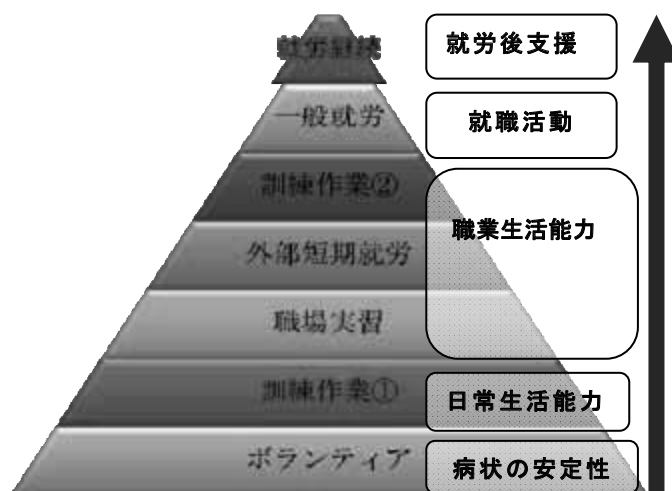 就労継続
就労後支援
一般就労
就職活動
訓練作業②
職業生活能力
外部短期就労
職場実習
訓練作業①
日常生活能力
ボランティア
病状の安定性